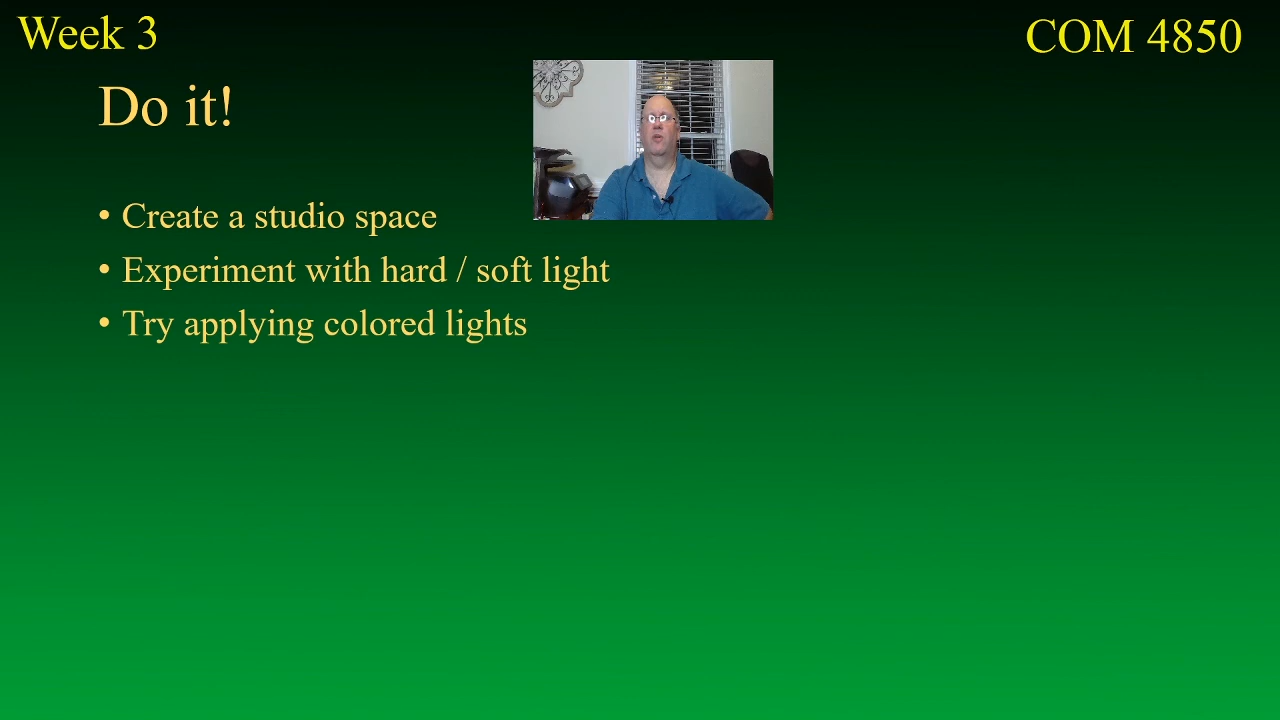 Week 3
COM 4850
Do it!
• Create a studio space
• Experiment with hard / soft light
• Try applying colored lights